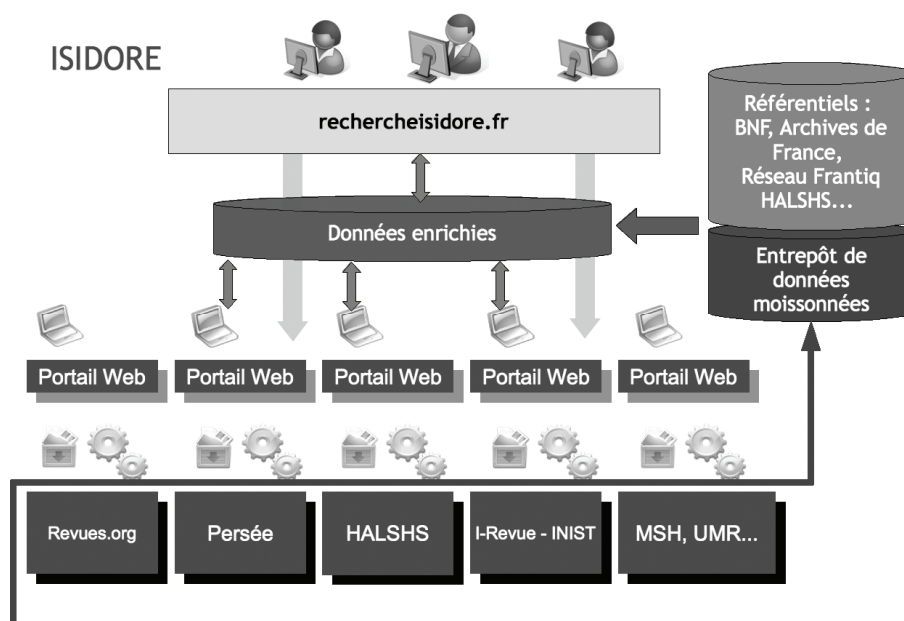 ISIDORE
rechercheisidore.fr
Référentiels :
BNF, Archives de
France,
Réseau Frantiq
HALSHS...
Données enrichies
Entrepôt de
données
moissonnées
Portail Web
Portail Web
Portail Web
Portail Web
Portail Web
Revues.org
Persée
HALSHS
I-Revue - INIST
MSH, UMR...